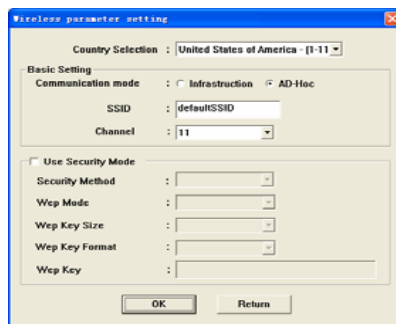 Wireless parameter setting
Country Selection : United States of America - (1-11
Basic Setting
Communication mode : Infrastruction AD-Hoc
SSID : defaultSSID
Channel : 11
Use Security Mode
Security Method :
Wep Mode :
Wep Key Size :
Wep Key Format :
Wep Key :
OK Return